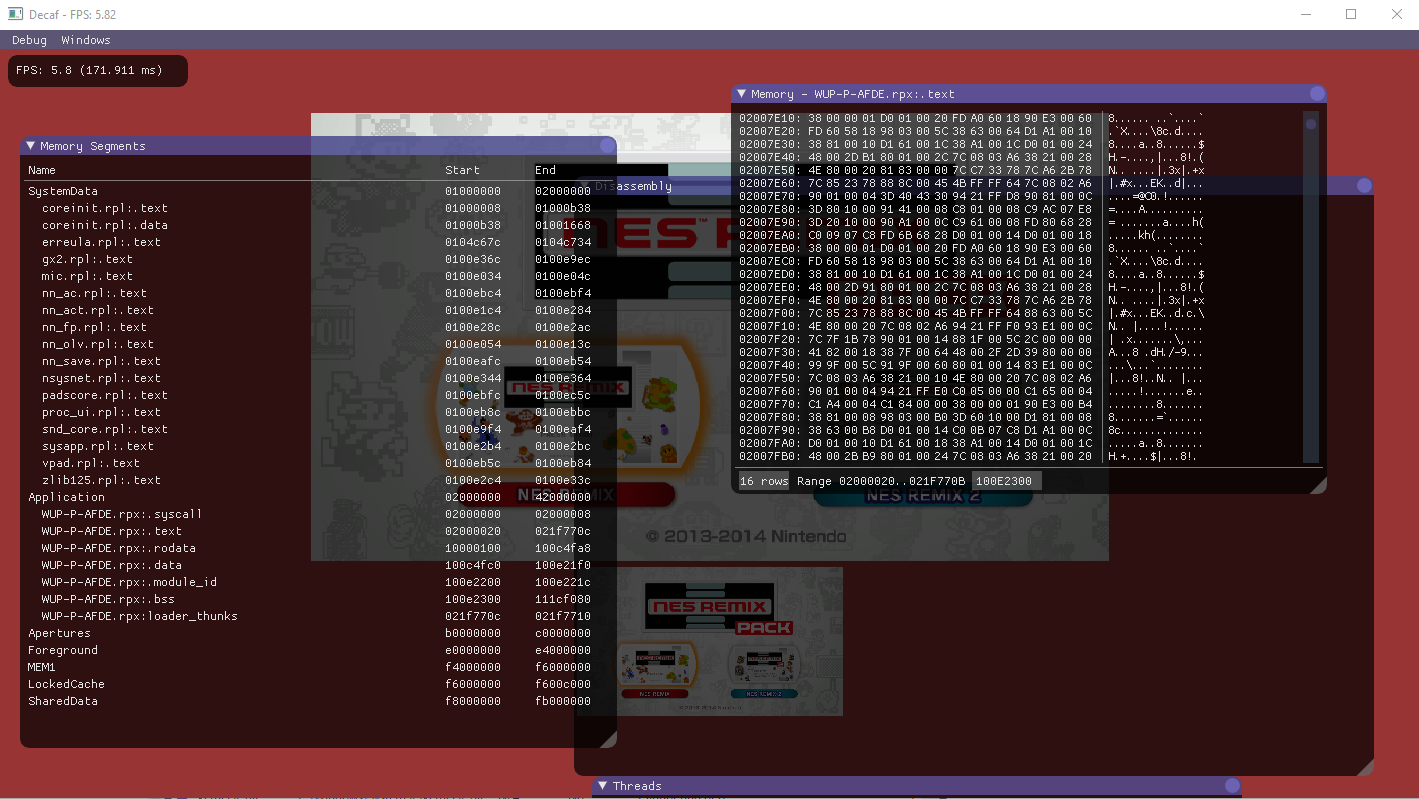 Decaf - FPS: 5.82
Debug Windows
FPS: 5.8 (171.911 ms)
Memory Segments
Name Start End
SystemData 01000000 02000000
coreinit.rpl:.text 01000008 01000b38
coreinit.rpl:.data 01000b38 01001668
erreula.rpl:.text 0104c67c 0104c734
gx2.rpl:.text 0100e36c 0100e9ec
mic.rpl:.text 0100e034 0100e04c
nn_ac.rpl:.text 0100ebc4 0100ebf4
nn_act.rpl:.text 0100e1c4 0100e284
nn_fp.rpl:.text 0100e28c 0100e2ac
nn_olv.rpl:.text 0100e054 0100e13c
nn_save.rpl:.text 0100eafc 0100eb54
nsysnet.rpl:.text 0100e344 0100e364
padscore.rpl:.text 0100ebfc 0100ec5c
proc_ui.rpl:.text 0100eb8c 0100ebbc
snd_core.rpl:.text 0100e9f4 0100eaf4
sysapp.rpl:.text 0100e2b4 0100e2bc
vpad.rpl:.text 0100eb5c 0100eb84
zlib125.rpl:.text 0100e2c4 0100e33c
Application 02000000 42000000
WUP-P-AFDE.rpx:.syscall 02000000 02000008
WUP-P-AFDE.rpx:.text 02000020 021f770c
WUP-P-AFDE.rpx:.rodata 10000100 100c4fa8
WUP-P-AFDE.rpx:.data 100c4fc0 100e21f0
WUP-P-AFDE.rpx:.module_id 100e2200 100e221c
WUP-P-AFDE.rpx:.bss 100e2300 111cf080
WUP-P-AFDE.rpx:loader_thunks 021f770c 021f7710
Apertures b0000000 c0000000
Foreground e0000000 e4000000
MEM1 f4000000 f6000000
LockedCache f6000000 f600c000
SharedData f8000000 fb000000
Memory - WUP-P-AFDE.rpx:.text
02007E10: 38 00 00 01 D0 01 00 20 FD A0 60 18 90 E3 00 60 8...... ..`....`
02007E20: FD 60 58 18 98 03 00 5C 38 63 00 64 D1 A1 00 10 .`X....\8c.d....
02007E30: 38 81 00 10 D1 61 00 1C 38 A1 00 1C D0 01 00 24 8....a..8......$
02007E40: 48 00 2D B1 80 01 00 2C 7C 08 03 A6 38 21 00 28 H.-....,|...8!.(
02007E50: 4E 80 00 20 81 83 00 00 7C C7 33 78 7C A6 2B 78 N.. ....|.3x|.+x
02007E60: 7C 85 23 78 88 8C 00 45 4B FF FF 64 7C 08 02 A6 |.#x...EK..d|...
02007E70: 90 01 00 04 3D 40 43 30 94 21 FF D8 90 81 00 0C ....=@C0.!......
02007E80: 3D 80 10 00 91 41 00 08 C8 01 00 08 C9 AC 07 E8 =....A..........
02007E90: 3D 20 10 00 90 A1 00 0C C9 61 00 08 FD 80 68 28 = .......a....h(
02007EA0: C0 09 07 C8 FD 6B 68 28 D0 01 00 14 D0 01 00 18 .....kh(........
02007EB0: 38 00 00 01 D0 01 00 20 FD A0 60 18 90 E3 00 60 8...... ..`....`
02007EC0: FD 60 58 18 98 03 00 5C 38 63 00 64 D1 A1 00 10 .`X....\8c.d....
02007ED0: 38 81 00 10 D1 61 00 1C 38 A1 00 1C D0 01 00 24 8....a..8......$
02007EE0: 48 00 2D 91 80 01 00 2C 7C 08 03 A6 38 21 00 28 H.-....,|...8!.(
02007EF0: 4E 80 00 20 81 83 00 00 7C C7 33 78 7C A6 2B 78 N.. ....|.3x|.+x
02007F00: 7C 85 23 78 88 8C 00 45 4B FF FF 64 88 63 00 5C |.#x...EK..d.c.\
02007F10: 4E 80 00 20 7C 08 02 A6 94 21 FF F0 93 E1 00 0C N.. |....!......
02007F20: 7C 7F 1B 78 90 01 00 14 88 1F 00 5C 2C 00 00 00 | .x.......\,...
02007F30: 41 82 00 18 38 7F 00 64 48 00 2F 2D 39 80 00 00 A...8 .dH./-9...
02007F40: 99 9F 00 5C 91 9F 00 60 80 01 00 14 83 E1 00 0C ...\...`........
02007F50: 7C 08 03 A6 38 21 00 10 4E 80 00 20 7C 08 02 A6 |...8!..N.. |...
02007F60: 90 01 00 04 94 21 FF E0 C0 05 00 00 C1 65 00 04 .....!.......e..
02007F70: C1 A4 00 04 C1 84 00 00 38 00 00 01 90 E3 00 B4 ........8.......
02007F80: 38 81 00 08 98 03 00 B0 3D 60 10 00 D1 81 00 08 8.......=`......
02007F90: 38 63 00 B8 D0 01 00 14 C0 0B 07 C8 D1 A1 00 0C 8c..............
02007FA0: D0 01 00 10 D1 61 00 18 38 A1 00 14 D0 01 00 1C .....a..8.......
02007FB0: 48 00 2B B9 80 01 00 24 7C 08 03 A6 38 21 00 20 H.+....$|...8!.
16 rows Range 02000020..021F770B 100E2300
Disassembly
NES REMIX
NES REMIX
NES REMIX 2
© 2013-2014 Nintendo
NES REMIX
PACK
NES REMIX
NES REMIX 2
© 2013-2014 Nintendo
Threads